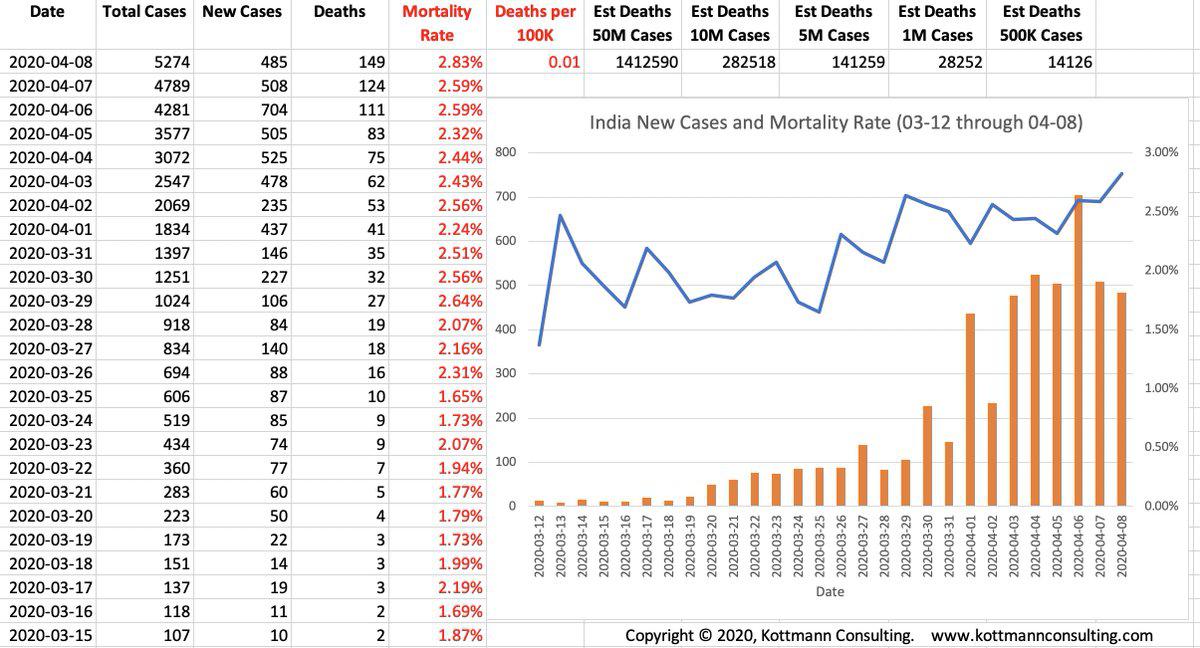 Date Total Cases New Cases Deaths Mortality Rate Deaths per 100K Est Deaths 50M Cases Est Deaths 10M Cases Est Deaths 5M Cases Est Deaths 1M Cases Est Deaths 500K Cases
2020-04-08 5274 485 149 2.83% 0.01 1412590 282518 141259 28252 14126
2020-04-07 4789 508 124 2.59%
2020-04-06 4281 704 111 2.59%
2020-04-05 3577 505 83 2.32%
2020-04-04 3072 525 75 2.44%
2020-04-03 2547 478 62 2.43%
2020-04-02 2069 235 53 2.56%
2020-04-01 1834 437 41 2.24%
2020-03-31 1397 146 35 2.51%
2020-03-30 1251 227 32 2.56%
2020-03-29 1024 106 27 2.64%
2020-03-28 918 84 19 2.07%
2020-03-27 834 140 18 2.16%
2020-03-26 694 88 16 2.31%
2020-03-25 606 87 10 1.65%
2020-03-24 519 85 9 1.73%
2020-03-23 434 74 9 2.07%
2020-03-22 360 77 7 1.94%
2020-03-21 283 60 5 1.77%
2020-03-20 223 50 4 1.79%
2020-03-19 173 22 3 1.73%
2020-03-18 151 14 3 1.99%
2020-03-17 137 19 3 2.19%
2020-03-16 118 11 2 1.69%
2020-03-15 107 10 2 1.87%
India New Cases and Mortality Rate (03-12 through 04-08)
800
700
600
500
400
300
200
100
0
3.00%
2.50%
2.00%
1.50%
1.00%
0.50%
0.00%
2020-03-12
2020-03-13
2020-03-14
2020-03-15
2020-03-16
2020-03-17
2020-03-18
2020-03-19
2020-03-20
2020-03-21
2020-03-22
2020-03-23
2020-03-24
2020-03-25
2020-03-26
2020-03-27
2020-03-28
2020-03-29
2020-03-30
2020-03-31
2020-04-01
2020-04-02
2020-04-03
2020-04-04
2020-04-05
2020-04-06
2020-04-07
2020-04-08
Date
Copyright © 2020, Kottmann Consulting. www.kottmannconsulting.com